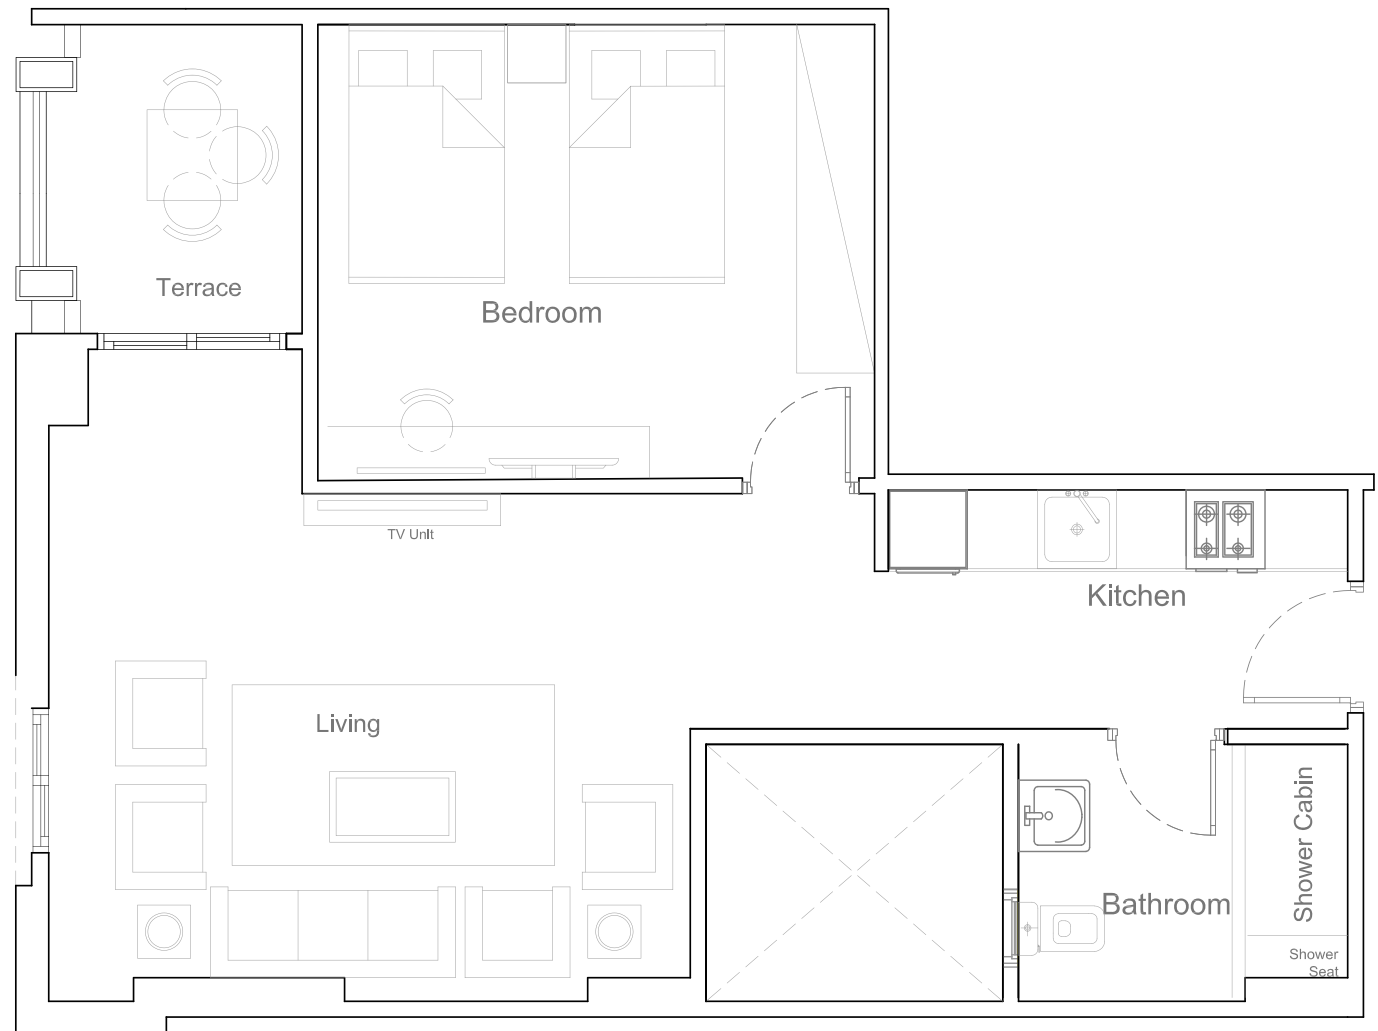 Terrace
Bedroom
TV Unit
Kitchen
Living
Shower Cabin
Bathroom
Shower
Seat